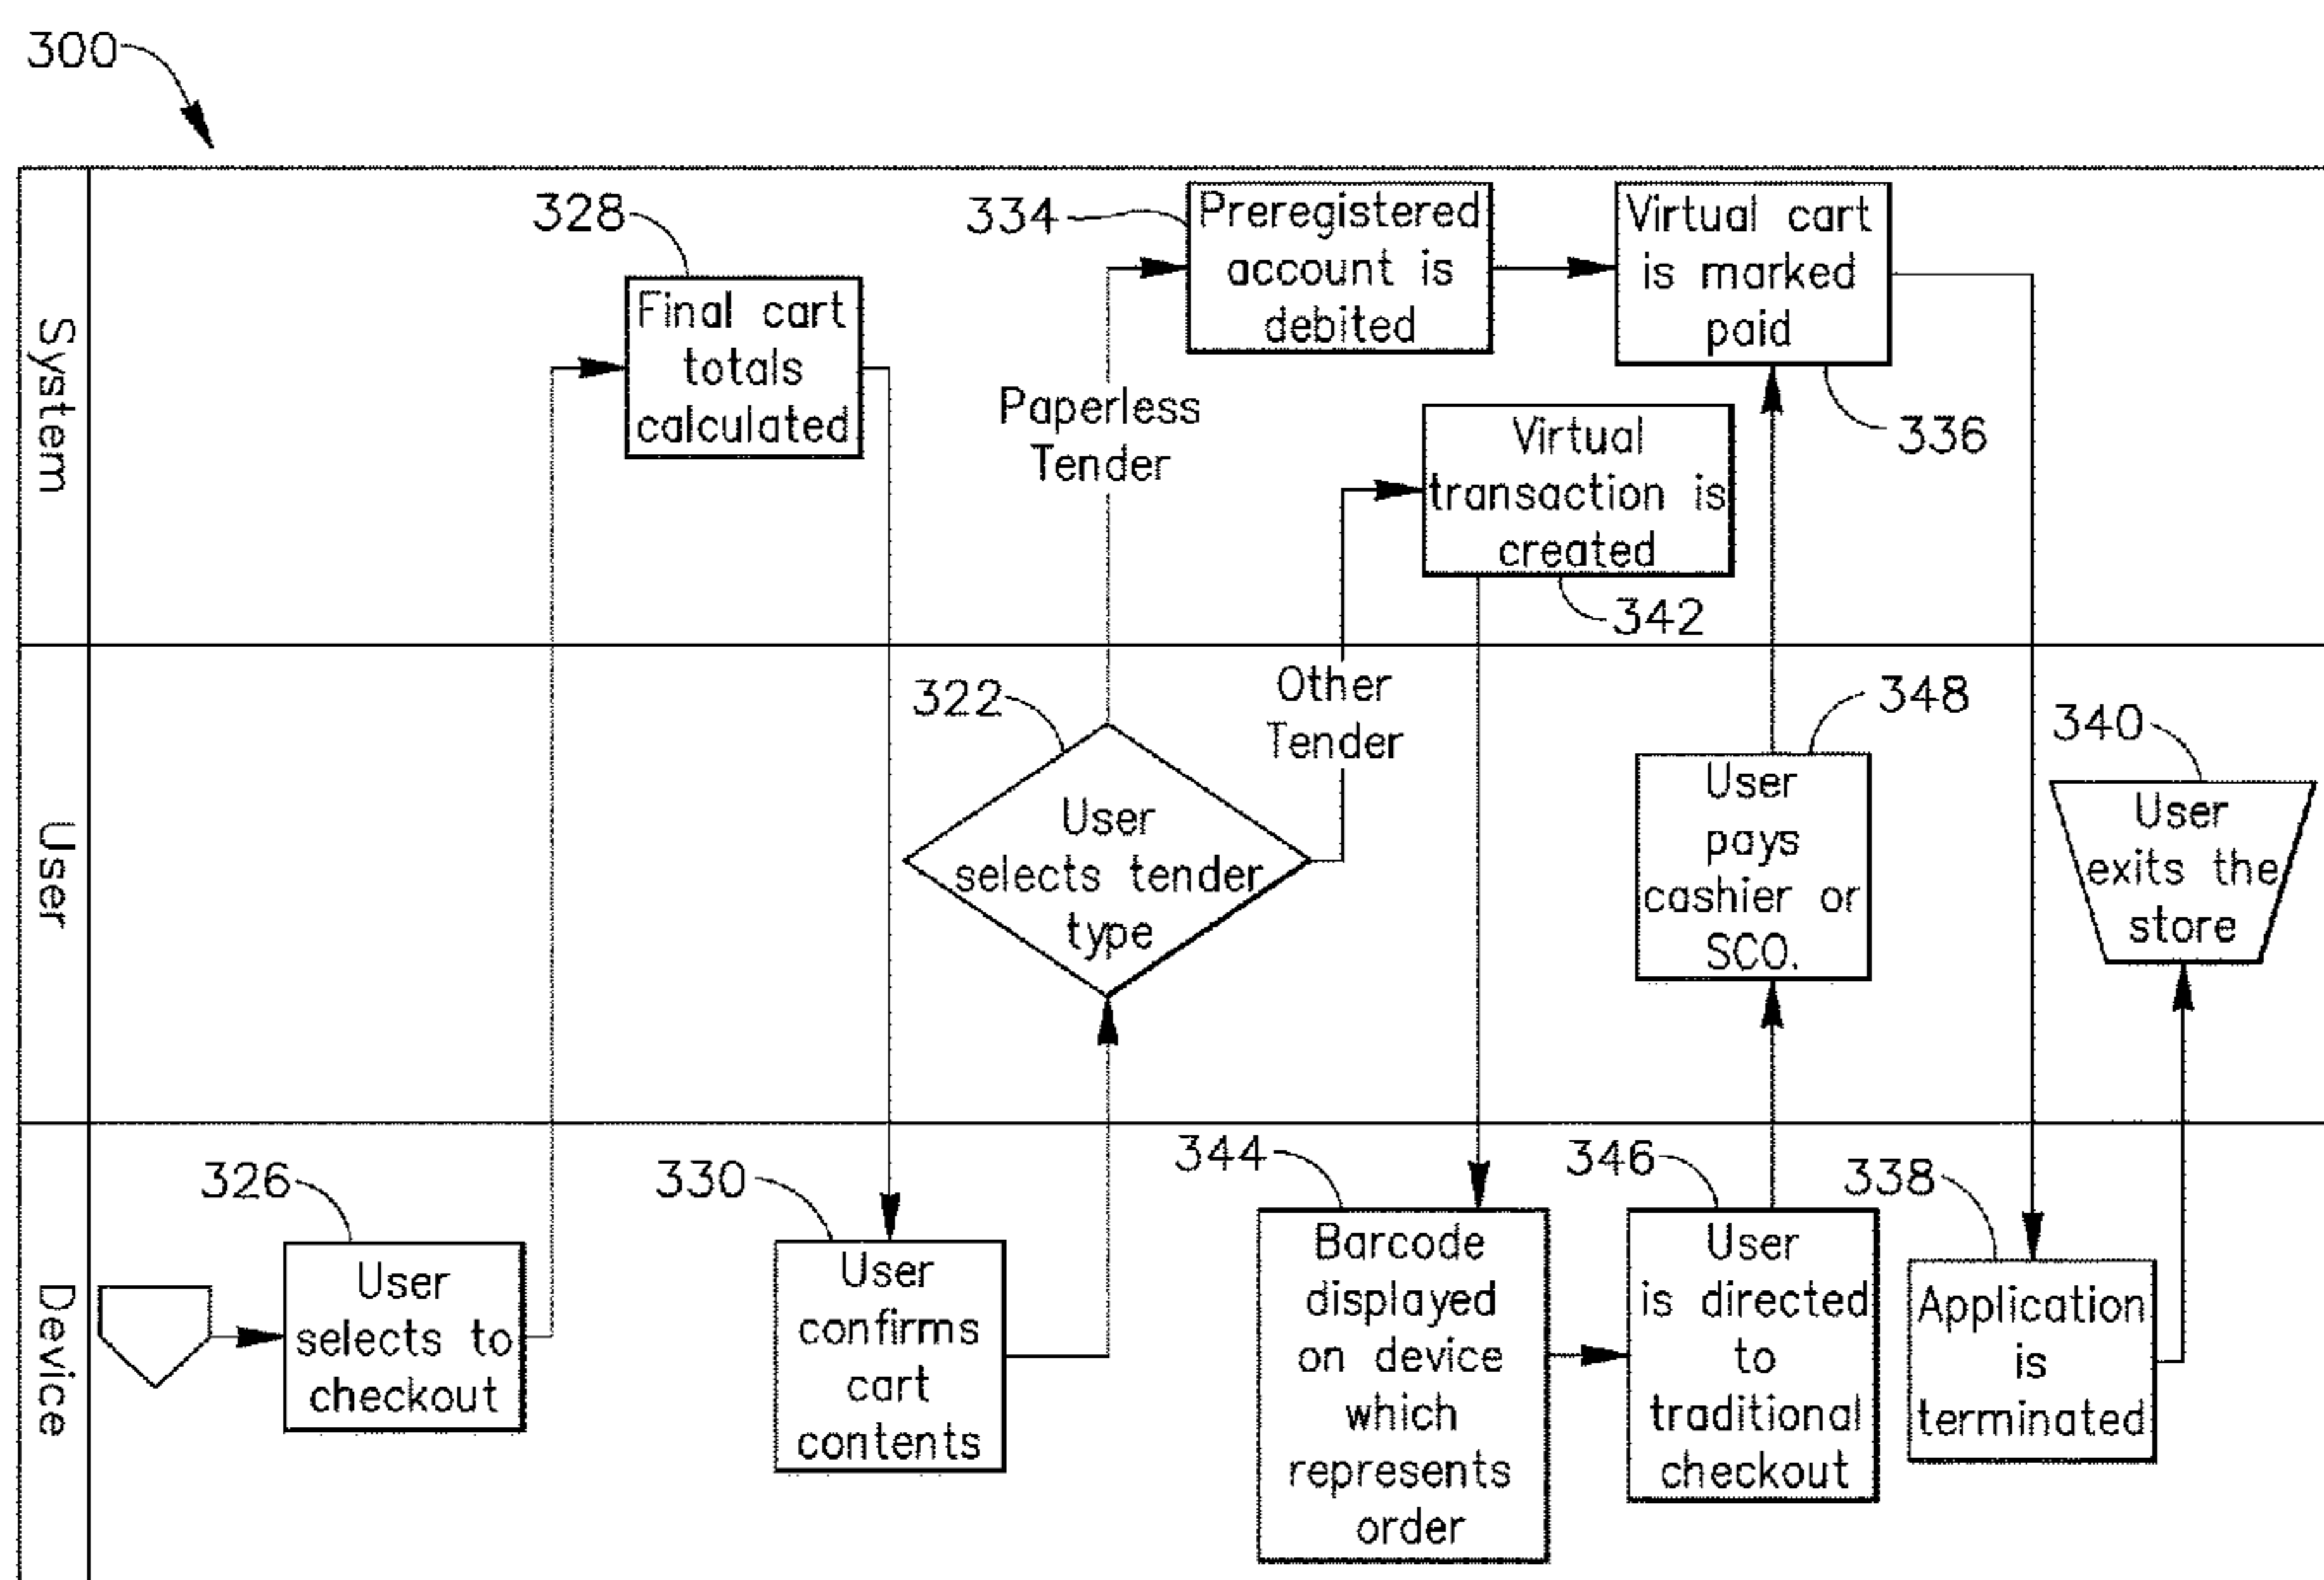 300
System
328
Final cart
totals
calculated
334
Preregistered
account is
debited
Virtual cart
is marked
paid
336
Paperless
Tender
Virtual
transaction is
created
342
User
322
User
selects tender
type
Other
Tender
348
User
pays
cashier or
SCO.
340
User
exits the
store
Device
326
User
selects to
checkout
330
User
confirms
cart
contents
344
Barcode
displayed
on device
which
represents
order
346
User
is directed
to
traditional
checkout
338
Application
is
terminated